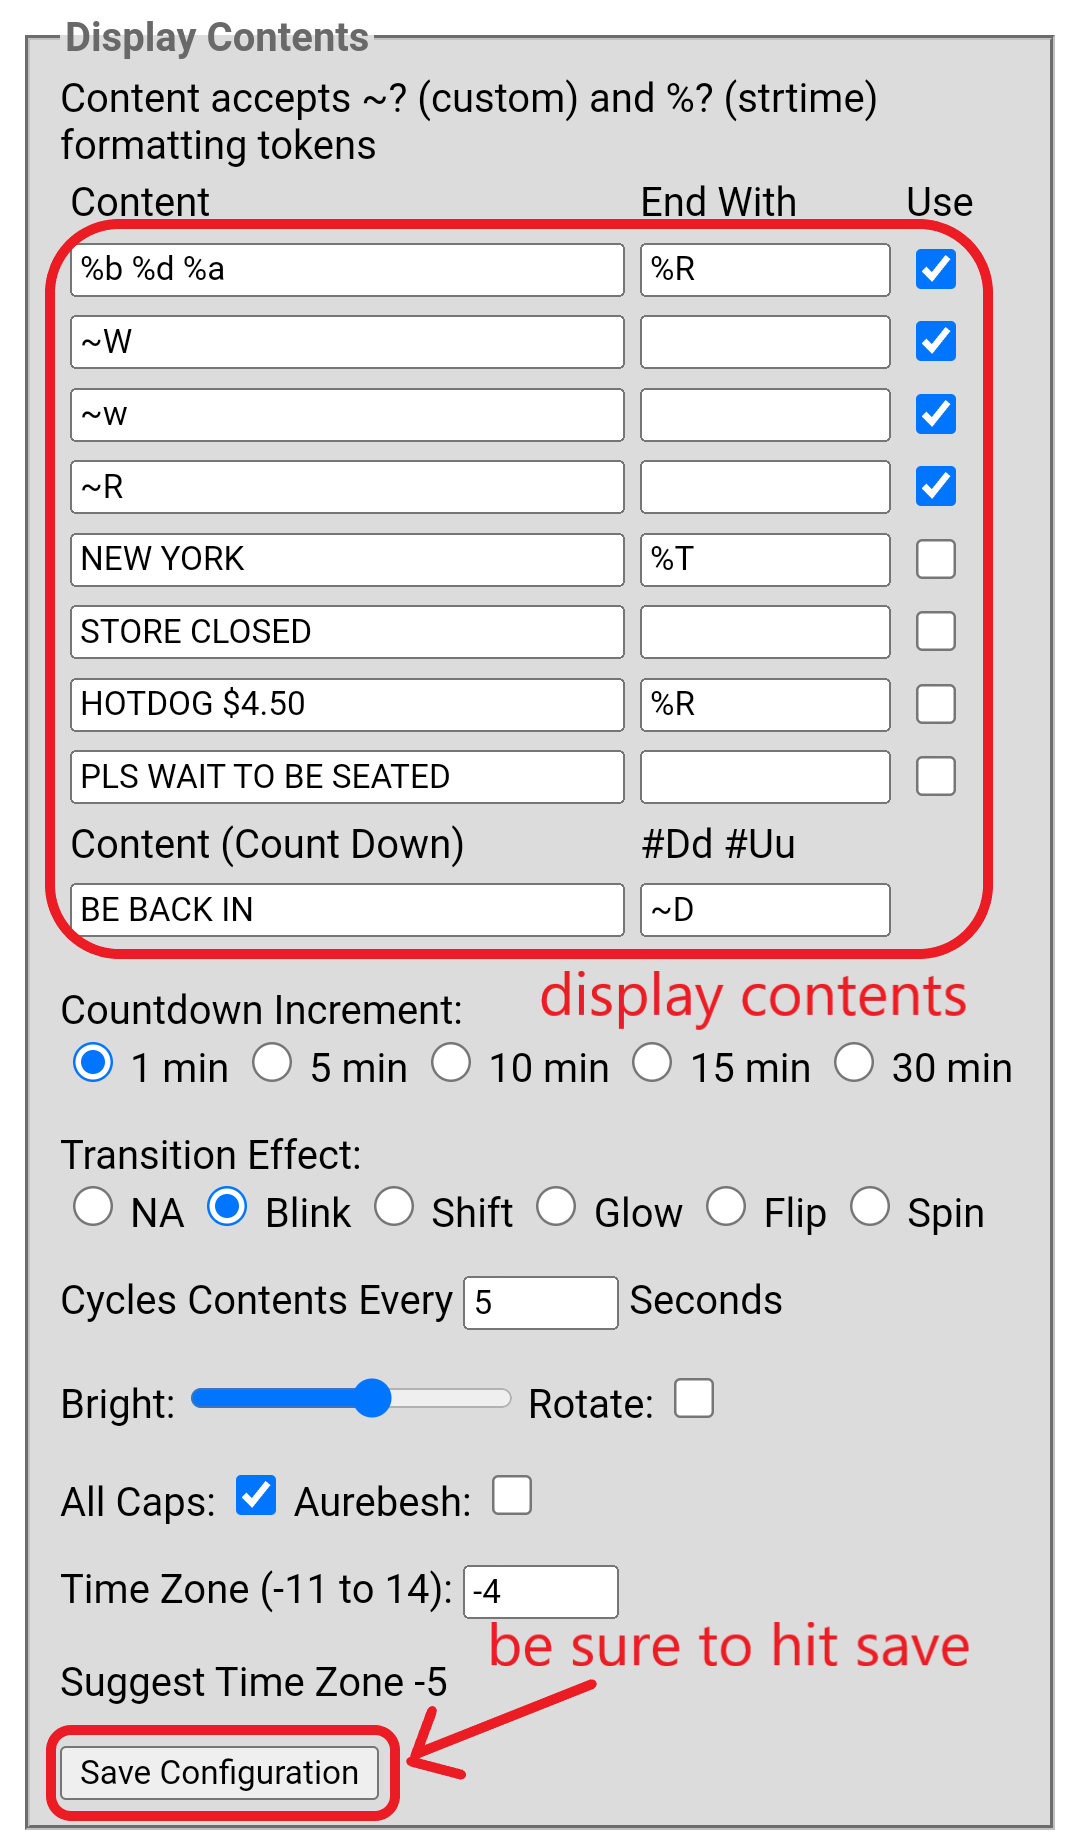 Display Contents
Content accepts ~? (custom) and %? (strtime)
formatting tokens
Content End With Use
%b %d %a %R
~W
~w
~R
NEW YORK %T
STORE CLOSED
HOTDOG $4.50 %R
PLS WAIT TO BE SEATED
Content (Count Down) #Dd #Uu
BE BACK IN ~D
display contents
Countdown Increment:
1 min 5 min 10 min 15 min 30 min
Transition Effect:
NA Blink Shift Glow Flip Spin
Cycles Contents Every 5 Seconds
Bright: Rotate:
All Caps: Aurebesh:
Time Zone (-11 to 14): -4
be sure to hit save
Suggest Time Zone -5
Save Configuration